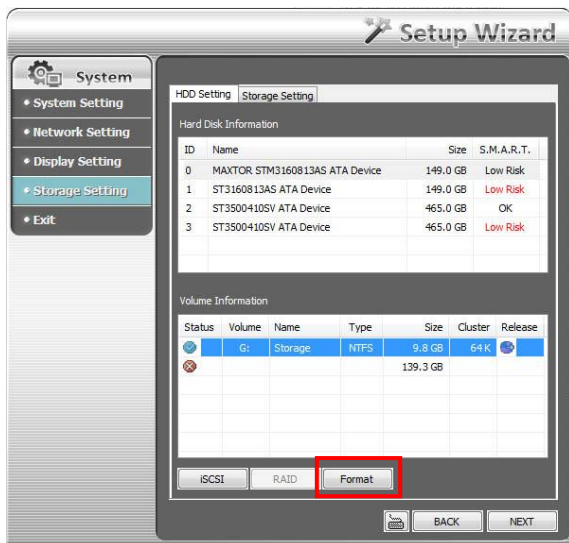 Setup Wizard
System
System Setting
Network Setting
Display Setting
Storage Setting
Exit
HDD Setting Storage Setting
Hard Disk Information
ID Name Size S.M.A.R.T.
0 MAXTOR STM3160813AS ATA Device 149.0 GB Low Risk
1 ST3160813AS ATA Device 149.0 GB Low Risk
2 ST3500410SV ATA Device 465.0 GB OK
3 ST3500410SV ATA Device 465.0 GB Low Risk
Volume Information
Status Volume Name Type Size Cluster Release
G: Storage NTFS 9.8 GB 64 K
139.3 GB
iSCSI RAID Format
BACK NEXT